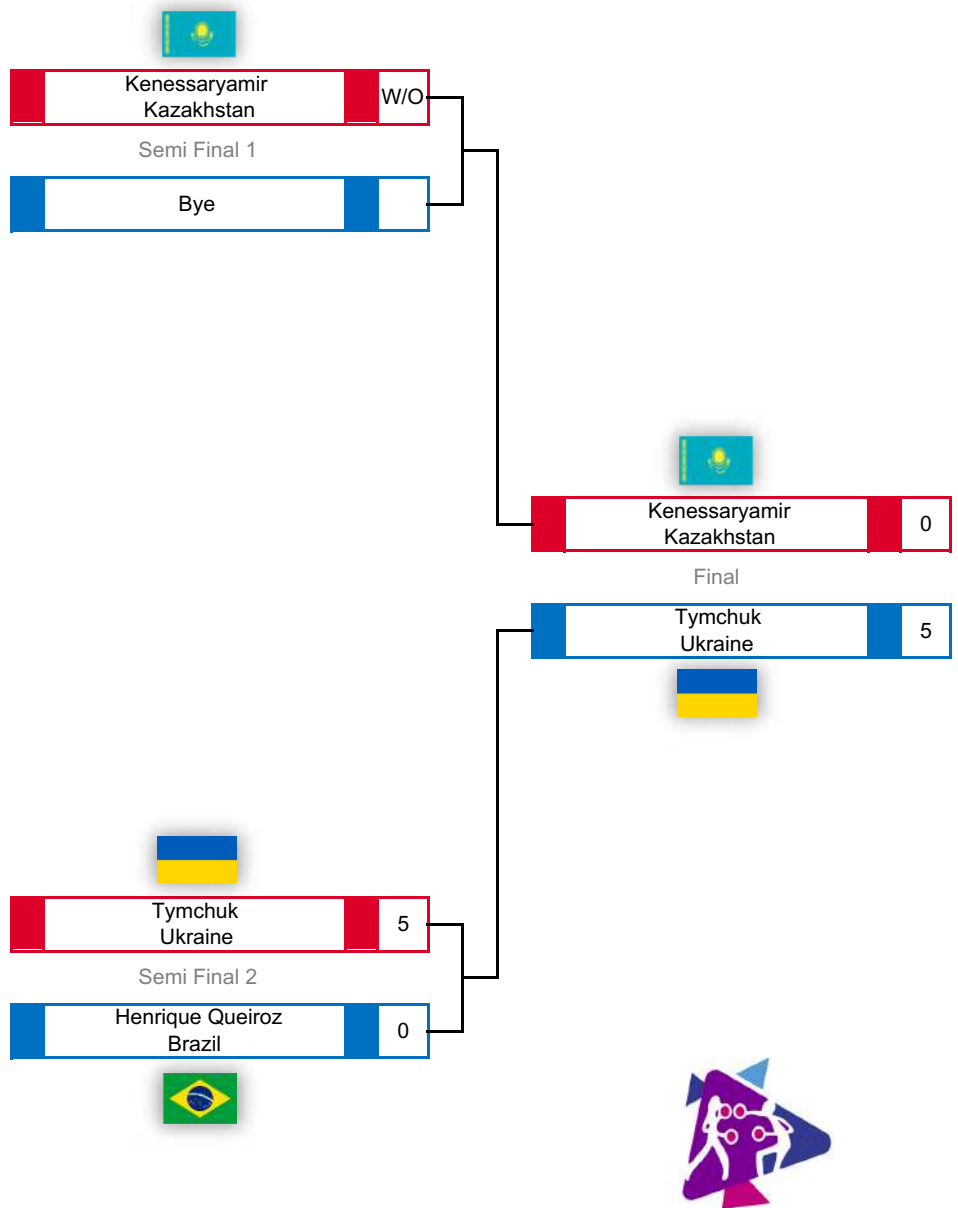 Kenessaryamir
Kazakhstan
W/O
Semi Final 1
Bye
Kenessaryamir
Kazakhstan
0
Final
Tymchuk
Ukraine
5
Tymchuk
Ukraine
5
Semi Final 2
Henrique Queiroz
Brazil
0